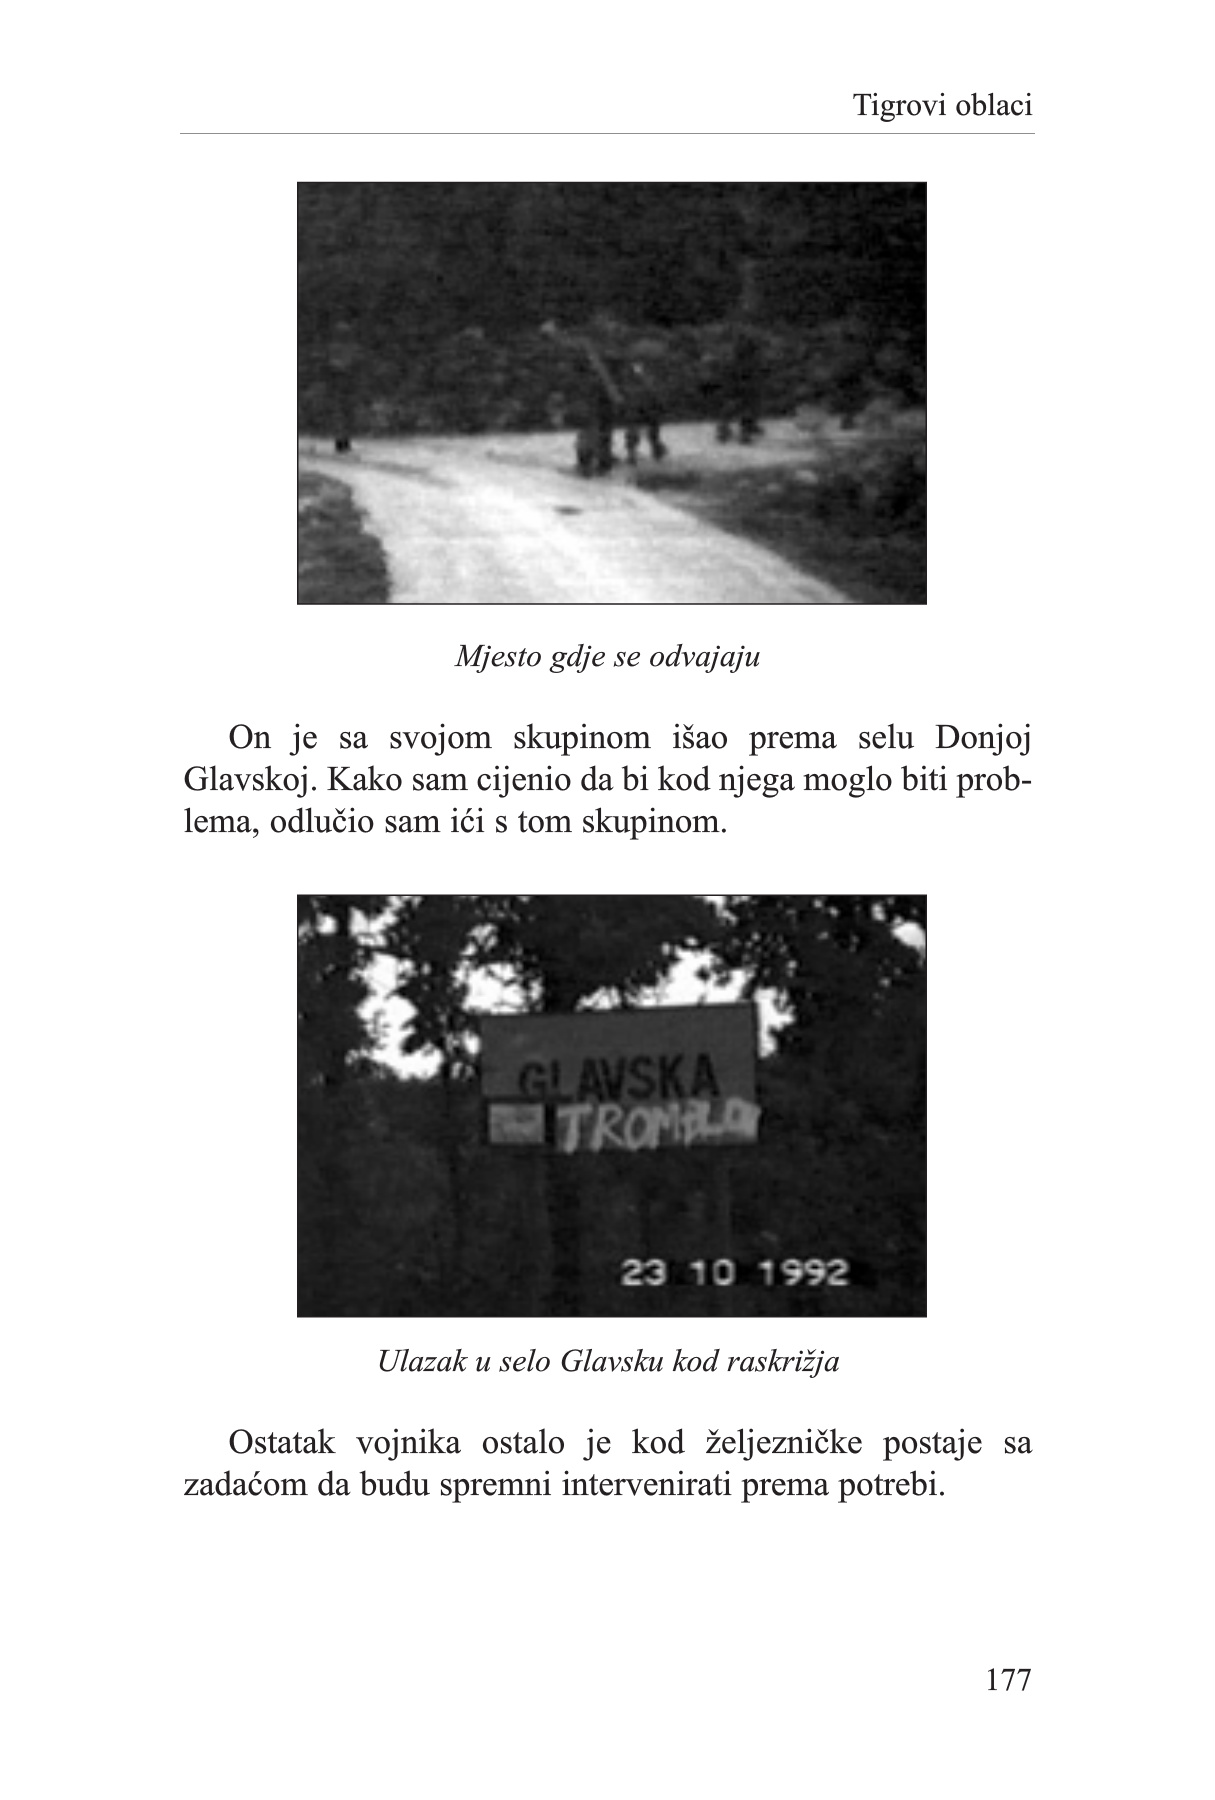 Tigrovi oblaci
Mjesto gdje se odvajaju
On je sa svojom skupinom išao prema selu Donjoj
Glavskoj. Kako sam cijenio da bi kod njega moglo biti prob-
lema, odlučio sam ići s tom skupinom.
GLAVSKA
23 10 1992
Ulazak u selo Glavsku kod raskrižja
Ostatak vojnika ostalo je kod željezničke postaje sa
zadaćom da budu spremni intervenirati prema potrebi.
177